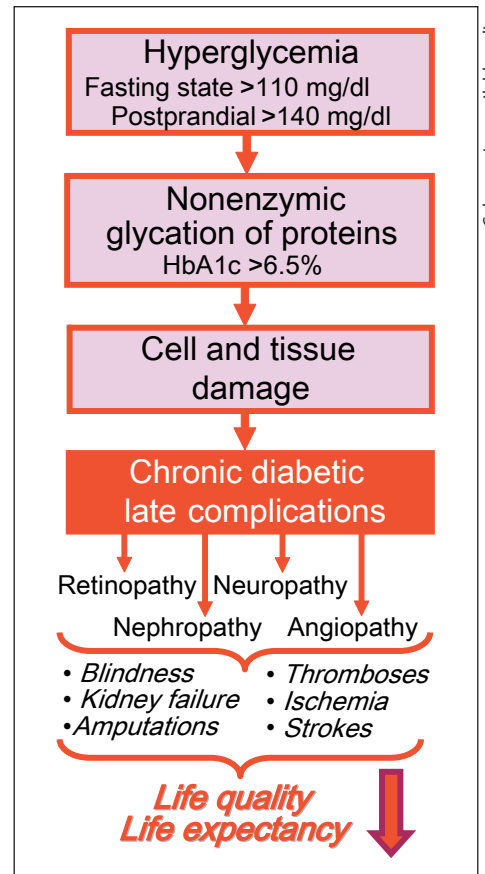 Hyperglycemia
Fasting state >110 mg/dl
Postprandial >140 mg/dl
Nonenzymic
glycation of proteins
HbA1c >6.5%
Cell and tissue
damage
Chronic diabetic
late complications
Retinopathy Neuropathy
Nephropathy Angiopathy
• Blindness
• Kidney failure
• Amputations
• Thromboses
• Ischemia
• Strokes
Life quality
Life expectancy